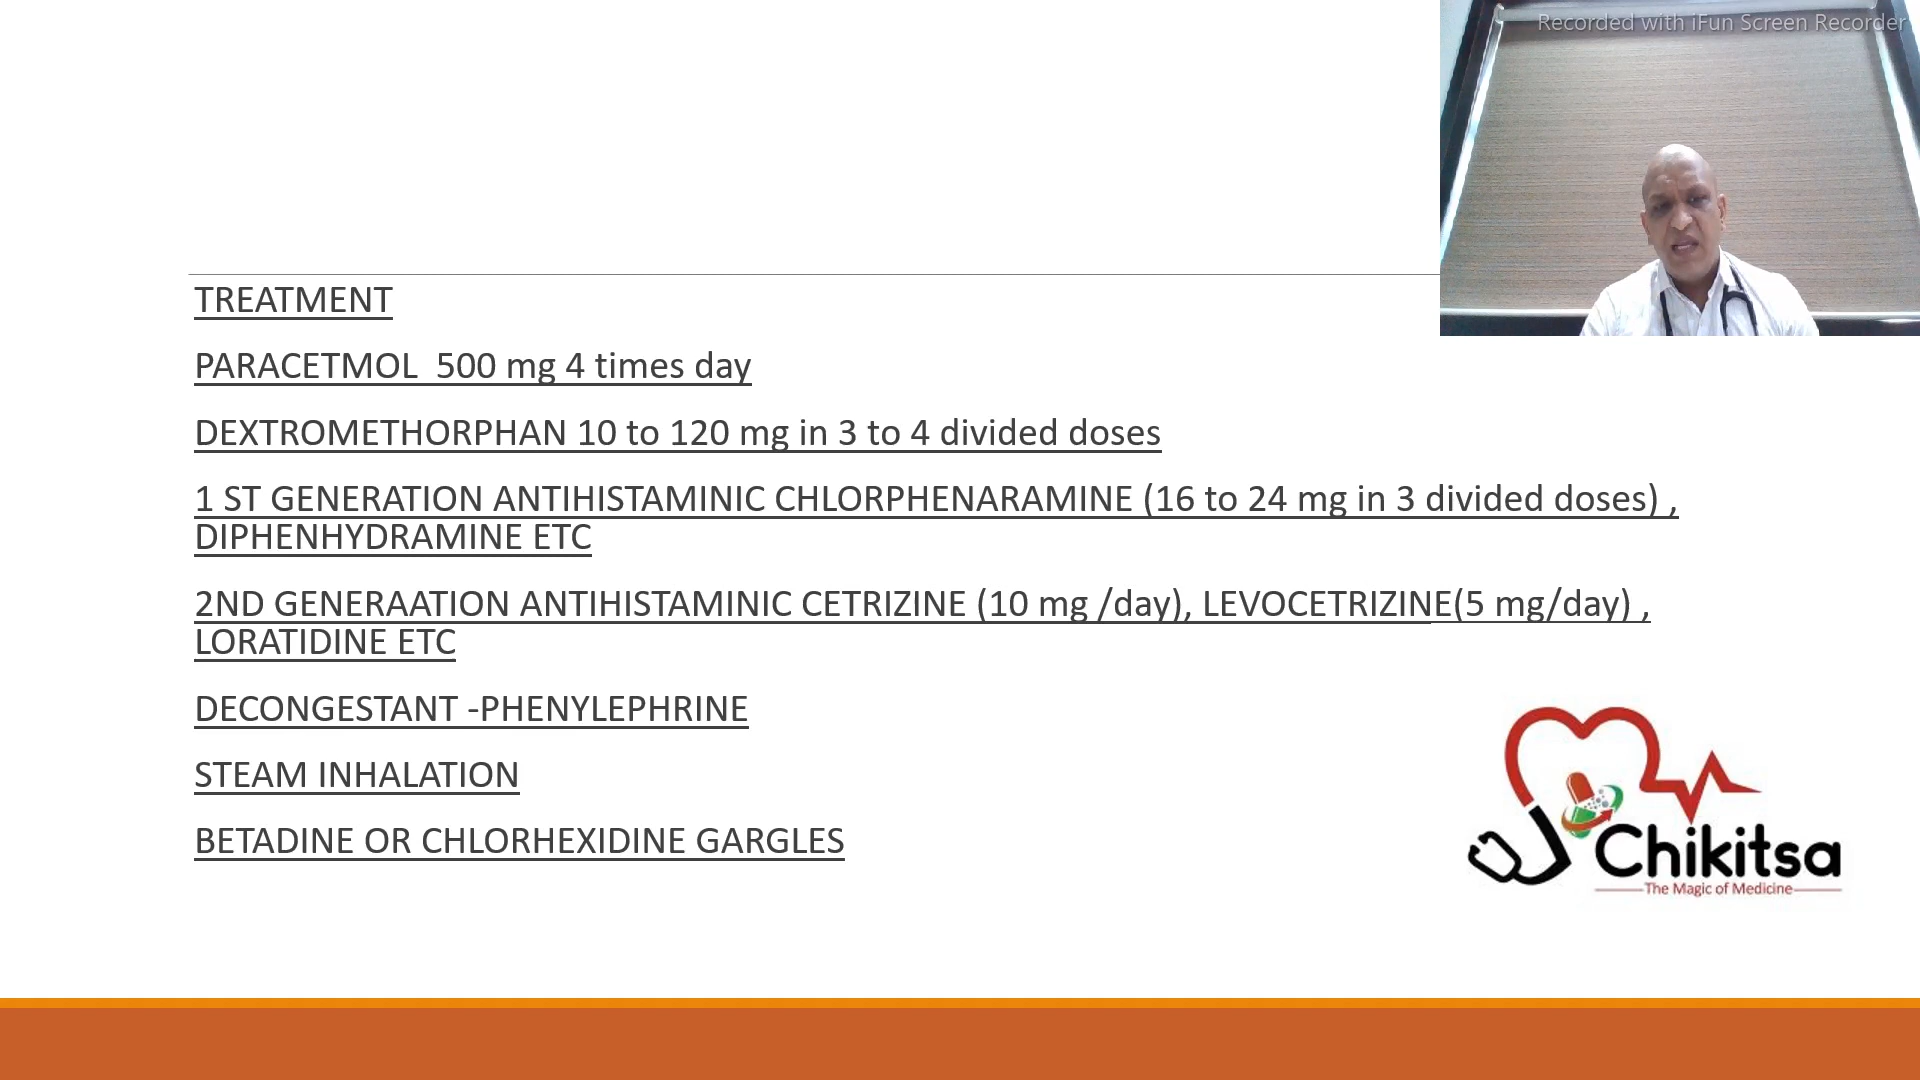 Recorded with iFun Screen Recorder
TREATMENT
PARACETMOL 500 mg 4 times day
DEXTROMETHORPHAN 10 to 120 mg in 3 to 4 divided doses
1 ST GENERATION ANTIHISTAMINIC CHLORPHENARAMINE (16 to 24 mg in 3 divided doses) ,
DIPHENHYDRAMINE ETC
2ND GENERAATION ANTIHISTAMINIC CETRIZINE (10 mg /day), LEVOCETRIZINE(5 mg/day) ,
LORATIDINE ETC
DECONGESTANT -PHENYLEPHRINE
STEAM INHALATION
BETADINE OR CHLORHEXIDINE GARGLES
Chikitsa
The Magic of Medicine